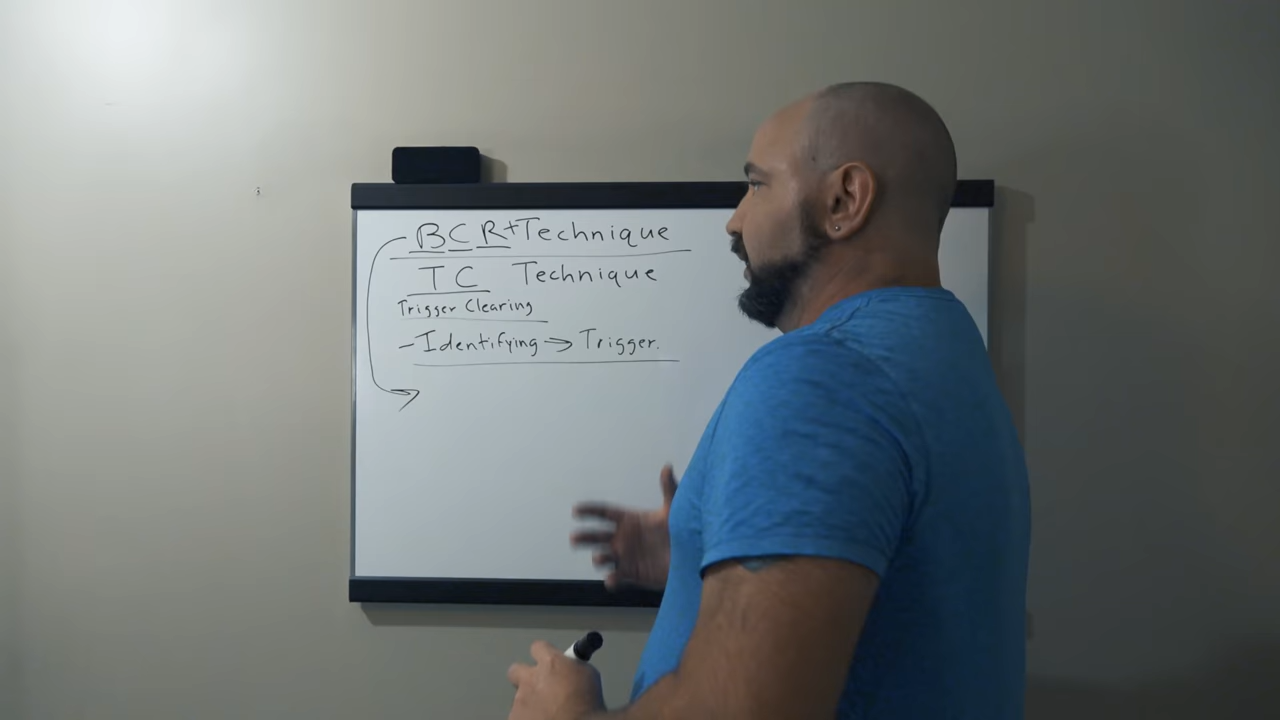 BCR+Technique
TC Technique
Trigger Clearing
- Identifying → Trigger.